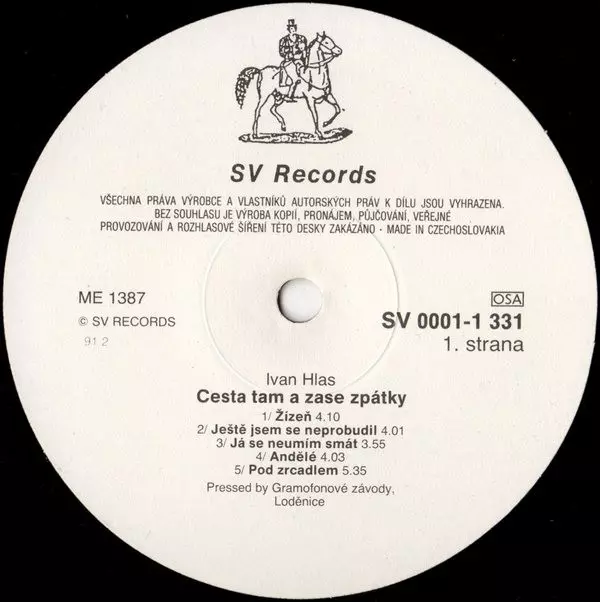 SV Records
VŠECHNA PRÁVA VÝROBCE A VLASTNÍKŮ AUTORSKÝCH PRÁV K DÍLU JSOU VYHRAZENA.
BEZ SOUHLASU JE VÝROBA KOPIÍ, PRONÁJEM, PŮJČOVÁNÍ, VEŘEJNÉ
PROVOZOVÁNÍ A ROZHLASOVÉ ŠÍŘENÍ TÉTO DESKY ZAKÁZÁNO · MADE IN CZECHOSLOVAKIA
ME 1387
© SV RECORDS
91 2
OSA
SV 0001-1 331
1. strana
Ivan Hlas
Cesta tam a zase zpátky
1/ Žízeň 4.10
2/ Ještě jsem se neprobudil 4.01
3/ Já se neumím smát 3.55
4/ Andělé 4.03
5/ Pod zrcadlem 5.35
Pressed by Gramofonové závody,
Loděnice